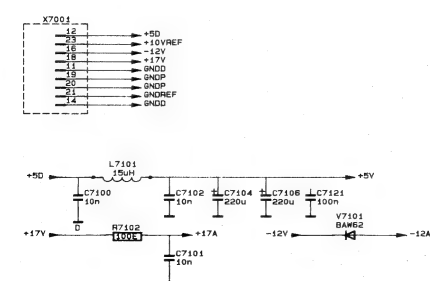 X7001
12 +5D
23 +10VREF
16 -12V
18 +17V
11 GNDD
19 GNDP
20 GNDP
21 GNDREF
14 GNDD
L7101
15uH
+5D +5V
C7100
10n
C7102
10n
C7104
220u
C7106
220u
C7121
100n
D
+17V R7102 +17A
100E
C7101
10n
V7101
BAW62
-12V -12A